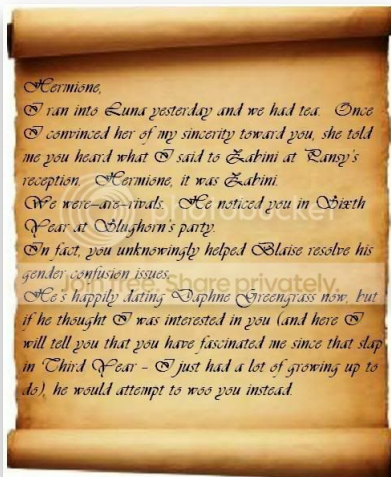 Hermione,
I ran into Luna yesterday and we had tea. Once
I convinced her of my sincerity toward you, she told
me you heard what I said to Zabini at Pansy's
reception. Hermione, it was Zabini.
We were-are-rivals. He noticed you in Sixth
Year at Slughorn's party.
photobucket
In fact, you unknowingly helped Blaise resolve his
gender confusion issues.
Join free. Share privately.
He's happily dating Daphne Greengrass now, but
if he thought I was interested in you (and here I
will tell you that you have fascinated me since that slap
in Third Year - I just had a lot of growing up to
do), he would attempt to woo you instead.